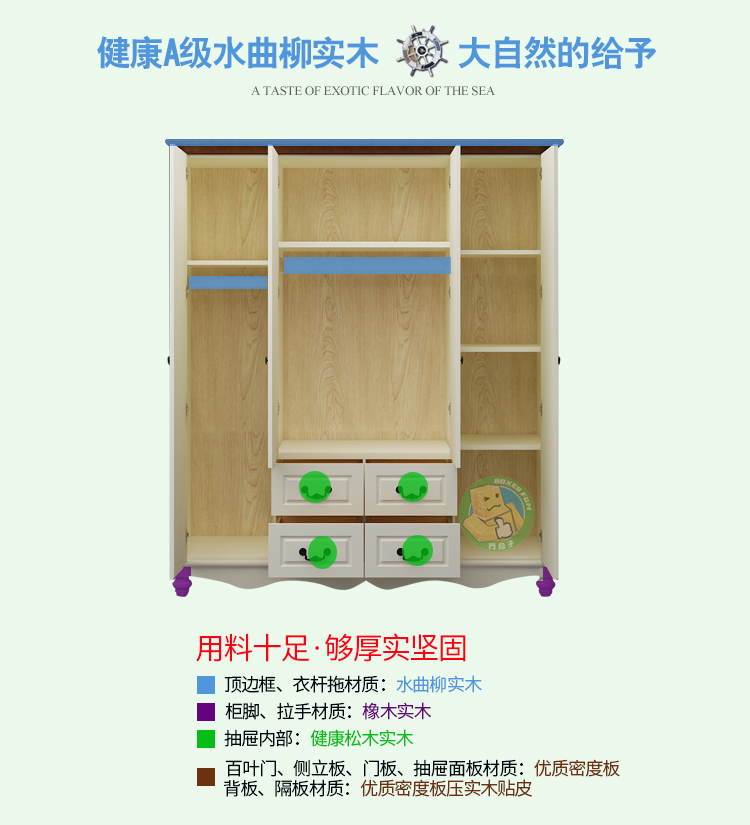 健康A级水曲柳实木 大自然的给予
A TASTE OF EXOTIC FLAVOR OF THE SEA
BOXES FUN
方盒子
用料十足·够厚实坚固
顶边框、衣杆拖材质：水曲柳实木
柜脚、拉手材质：橡木实木
抽屉内部：健康松木实木
百叶门、侧立板、门板、抽屉面板材质：优质密度板
背板、隔板材质：优质密度板压实木贴皮